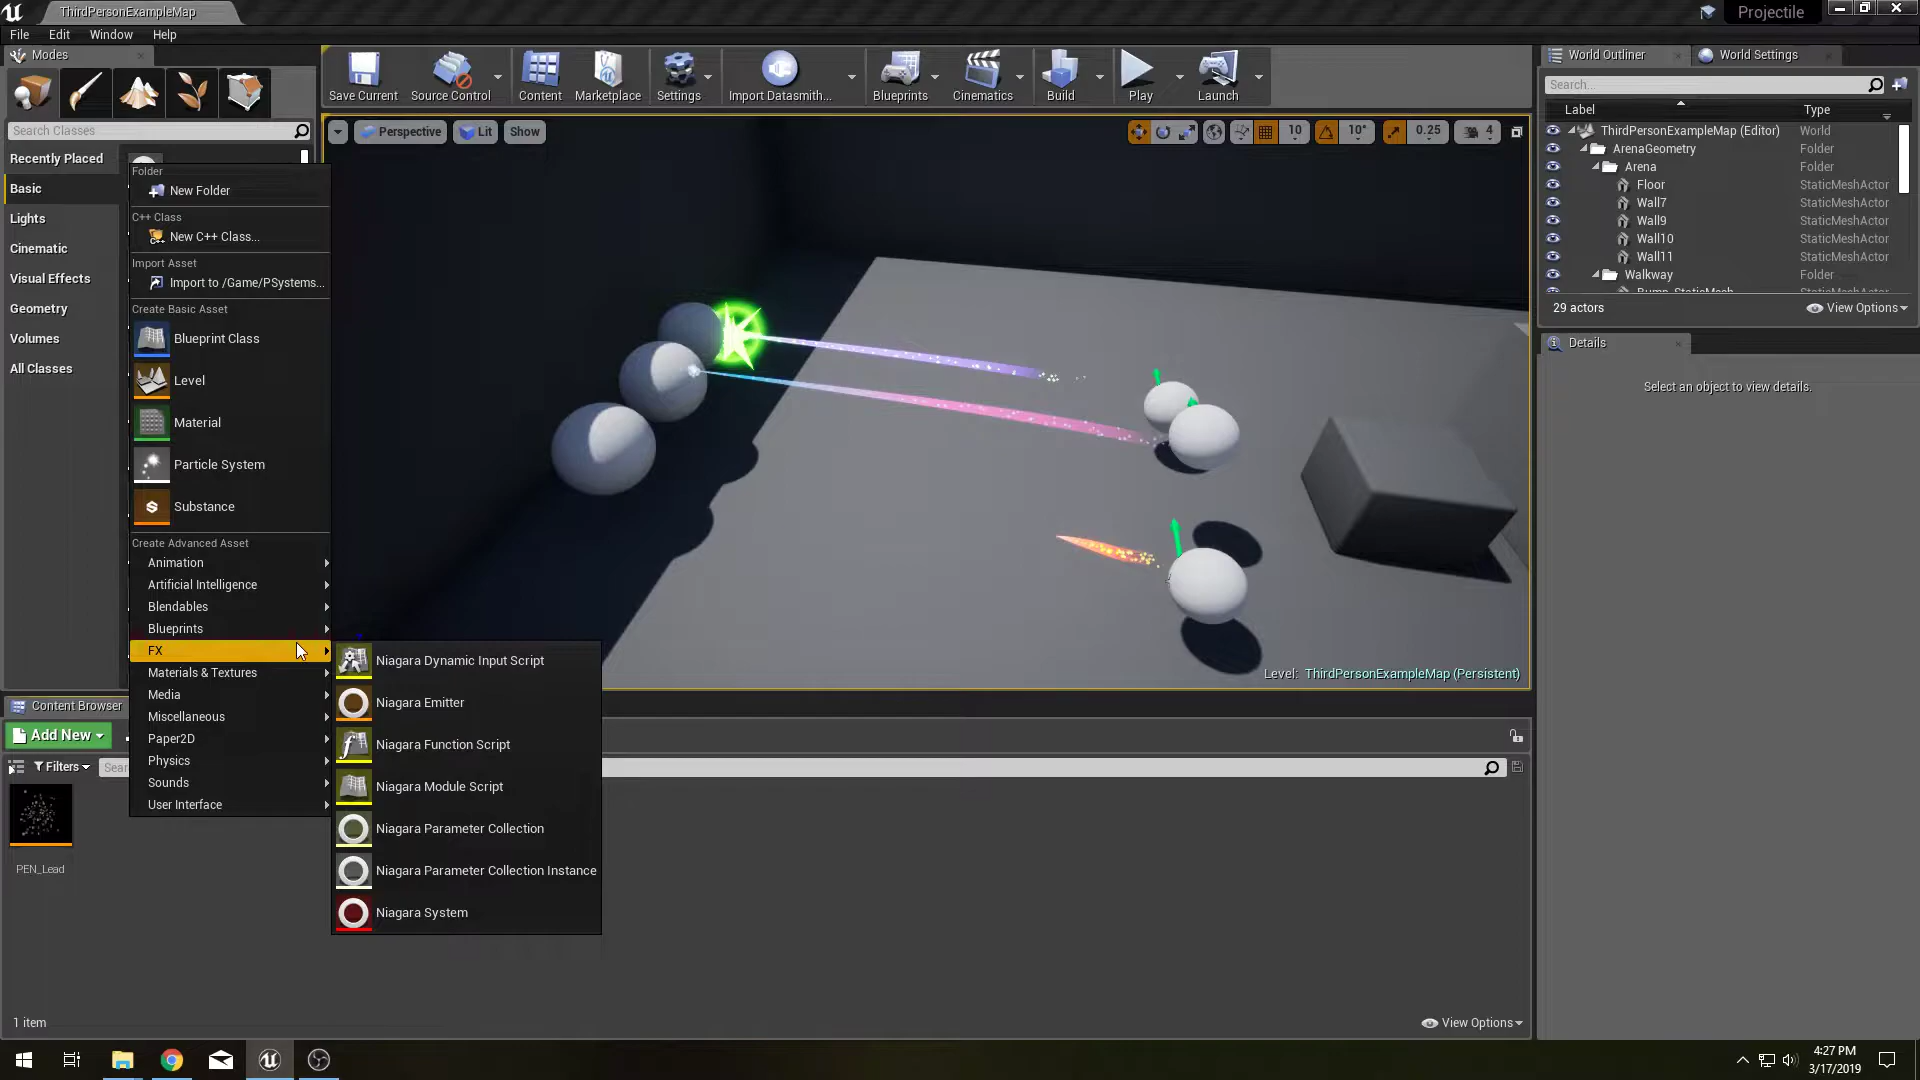 ThirdPersonExampleMap
Projectile
File Edit Window Help
Modes
World Outliner
World Settings
Save Current
Source Control
Content
Marketplace
Settings
Import Datasmith...
Blueprints
Cinematics
Build
Play
Launch
Search Classes
Search...
Label
Type
Perspective
Lit
Show
10
10°
0.25
4
Recently Placed
Basic
Lights
Cinematic
Visual Effects
Geometry
Volumes
All Classes
Folder
New Folder
C++ Class
New C++ Class...
Import Asset
Import to /Game/PSystems...
Create Basic Asset
Blueprint Class
Level
Material
Particle System
Substance
Create Advanced Asset
Animation
Artificial Intelligence
Blendables
Blueprints
FX
Materials & Textures
Media
Miscellaneous
Paper2D
Physics
Sounds
User Interface
Niagara Dynamic Input Script
Niagara Emitter
Niagara Function Script
Niagara Module Script
Niagara Parameter Collection
Niagara Parameter Collection Instance
Niagara System
ThirdPersonExampleMap (Editor) World
ArenaGeometry Folder
Arena Folder
Floor StaticMeshActor
Wall7 StaticMeshActor
Wall9 StaticMeshActor
Wall10 StaticMeshActor
Wall11 StaticMeshActor
Walkway Folder
Bump_StaticMesh StaticMeshActor
29 actors
View Options
Details
Select an object to view details.
Level: ThirdPersonExampleMap (Persistent)
Content Browser
Add New
Filters
Sear
PEN_Lead
1 item
View Options
4:27 PM
3/17/2019